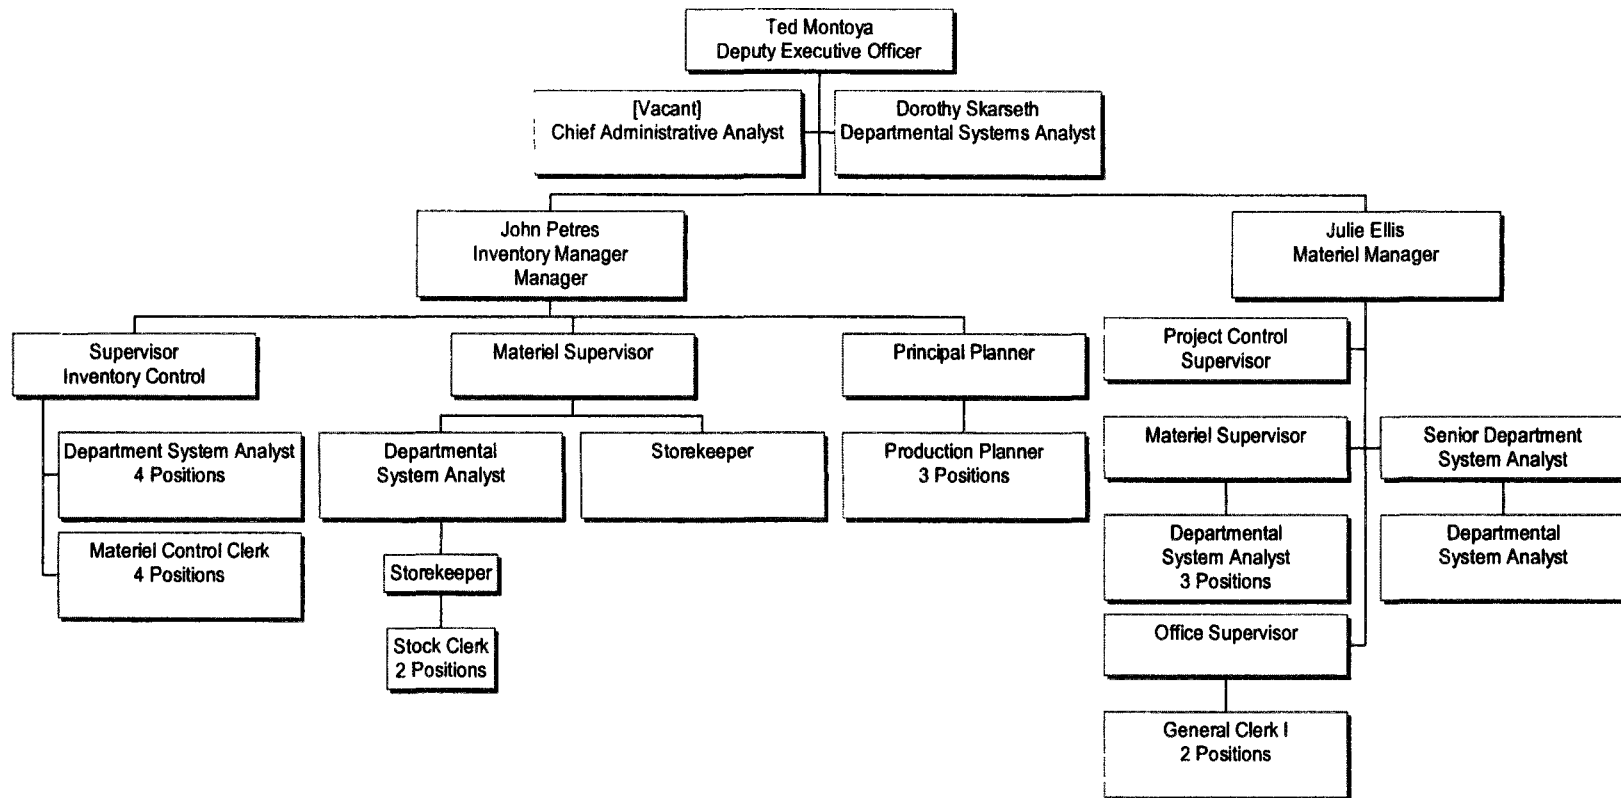 Ted Montoya
Deputy Executive Officer
[Vacant]
Chief Administrative Analyst
Dorothy Skarseth
Departmental Systems Analyst
John Petres
Inventory Manager
Manager
Julie Ellis
Materiel Manager
Supervisor
Inventory Control
Materiel Supervisor
Principal Planner
Project Control
Supervisor
Department System Analyst
4 Positions
Departmental
System Analyst
Storekeeper
Production Planner
3 Positions
Materiel Supervisor
Senior Department
System Analyst
Materiel Control Clerk
4 Positions
Storekeeper
Stock Clerk
2 Positions
Departmental
System Analyst
3 Positions
Departmental
System Analyst
Office Supervisor
General Clerk I
2 Positions